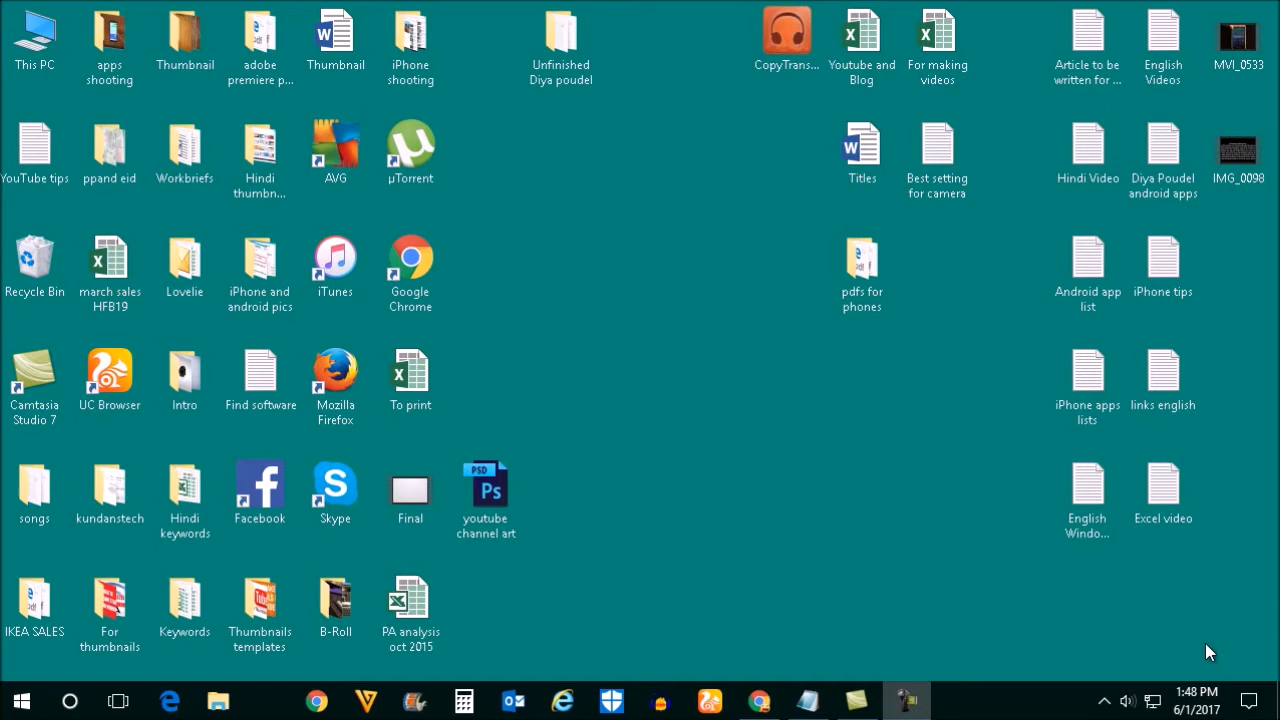 This PC
apps
shooting
Thumbnail
adobe
premiere p...
Thumbnail
iPhone
shooting
Unfinished
Diya poudel
CopyTrans...
Youtube and
Blog
For making
videos
Article to be
written for ...
English
Videos
MVI_0533
YouTube tips
ppand eid
Workbriefs
Hindi
thumbn...
AVG
µTorrent
Titles
Best setting
for camera
Hindi Video
Diya Poudel
android apps
IMG_0098
Recycle Bin
march sales
HFB19
Lovelie
iPhone and
android pics
iTunes
Google
Chrome
pdfs for
phones
Android app
list
iPhone tips
Camtasia
Studio 7
UC Browser
Intro
Find software
Mozilla
Firefox
To print
iPhone apps
lists
links english
songs
kundanstech
Hindi
keywords
Facebook
Skype
Final
PSD
Ps
youtube
channel art
English
Windo...
Excel video
IKEA SALES
For
thumbnails
Keywords
Thumbnails
templates
B-Roll
PA analysis
oct 2015
1:48 PM
6/1/2017